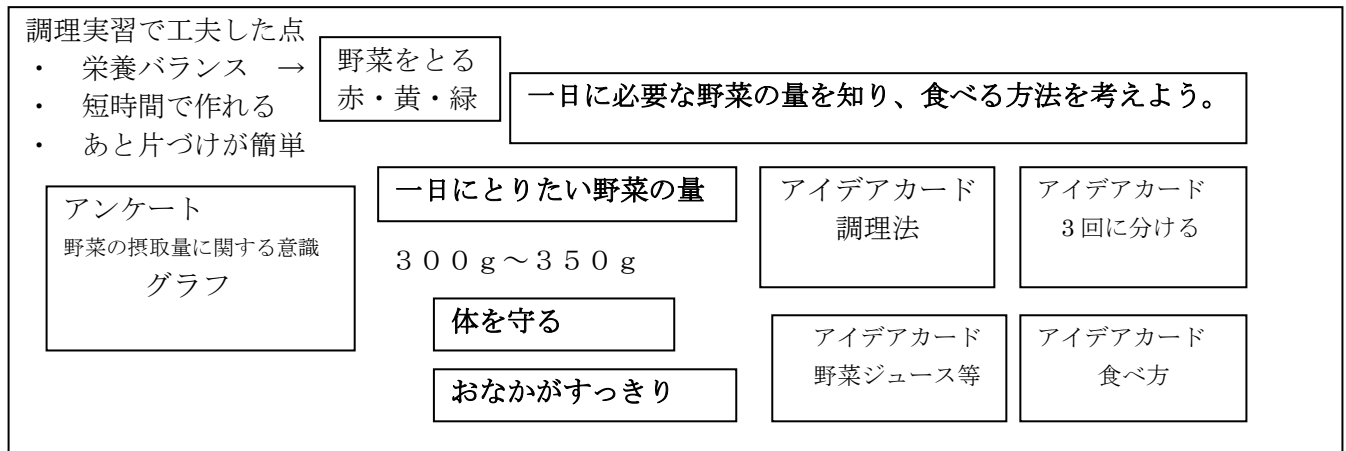 調理実習で工夫した点
・ 栄養バランス →
・ 短時間で作れる
・ あと片づけが簡単
野菜をとる
赤・黄・緑
一日に必要な野菜の量を知り、食べる方法を考えよう。
アンケート
野菜の摂取量に関する意識
グラフ
一日にとりたい野菜の量
３００ｇ～３５０ｇ
体を守る
おなかがすっきり
アイデアカード
調理法
アイデアカード
３回に分ける
アイデアカード
野菜ジュース等
アイデアカード
食べ方